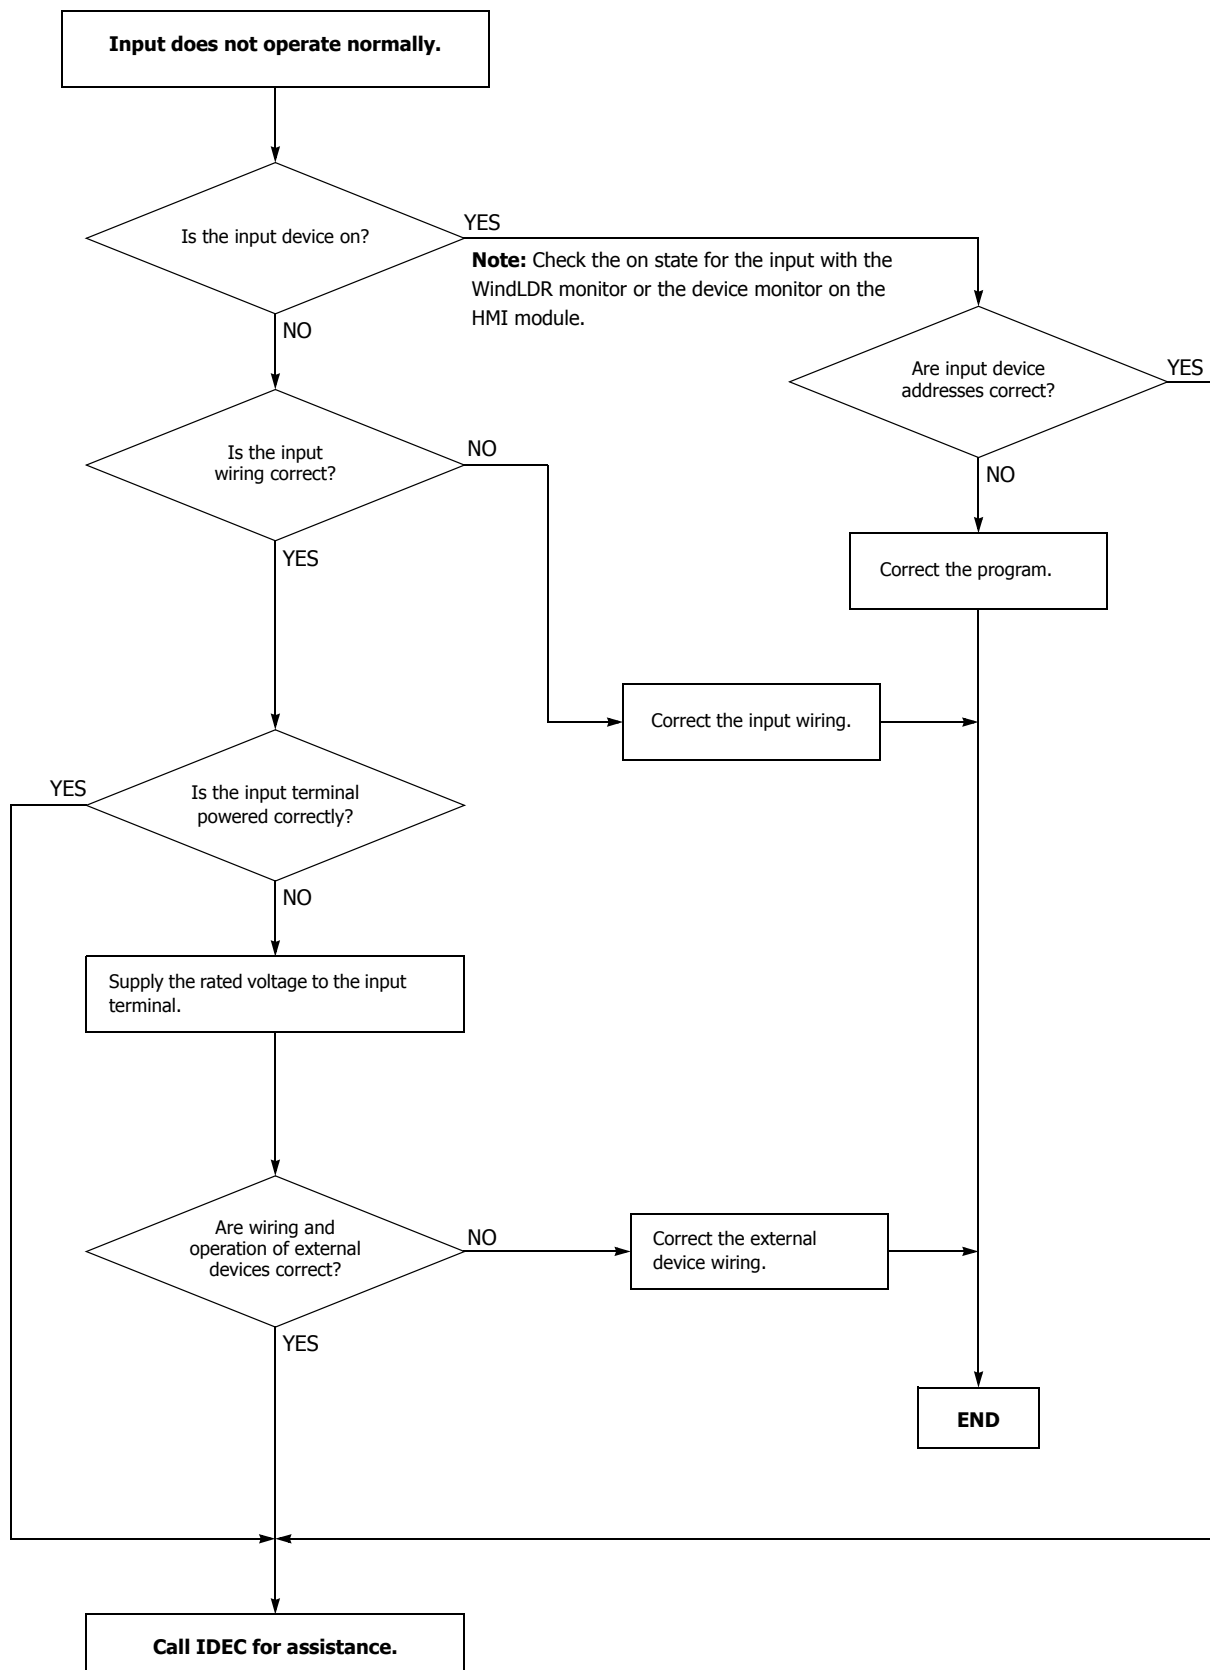 Input does not operate normally.
Is the input device on?
YES
Note: Check the on state for the input with the
WindLDR monitor or the device monitor on the
HMI module.
NO
Are input device
addresses correct?
YES
NO
Is the input
wiring correct?
NO
YES
Correct the program.
Correct the input wiring.
Is the input terminal
powered correctly?
YES
NO
Supply the rated voltage to the input
terminal.
Are wiring and
operation of external
devices correct?
NO
Correct the external
device wiring.
YES
END
Call IDEC for assistance.